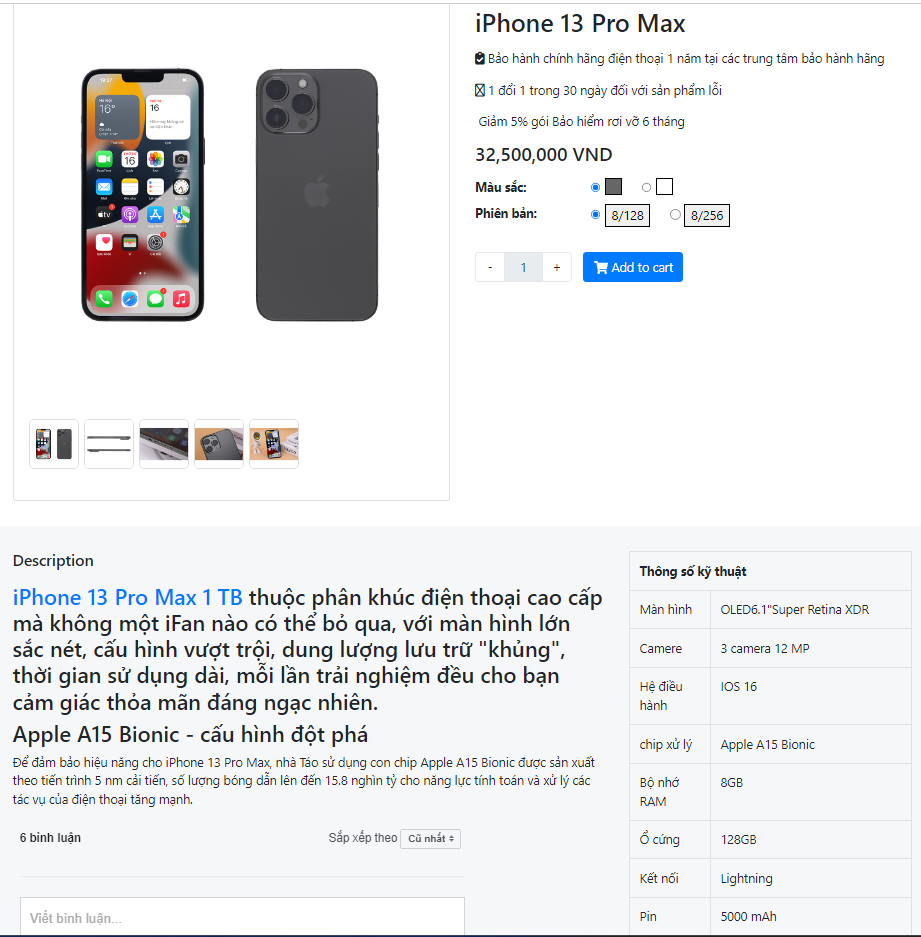 iPhone 13 Pro Max
Bảo hành chính hãng điện thoại 1 năm tại các trung tâm bảo hành hãng
1 đổi 1 trong 30 ngày đối với sản phẩm lỗi
Giảm 5% gói Bảo hiểm rơi vỡ 6 tháng
32,500,000 VND
Màu sắc:
Phiên bản: 8/128 8/256
- 1 + Add to cart
19:27
Hà Nội
16°
16
Description
iPhone 13 Pro Max 1 TB thuộc phân khúc điện thoại cao cấp
mà không một iFan nào có thể bỏ qua, với màn hình lớn
sắc nét, cấu hình vượt trội, dung lượng lưu trữ "khủng",
thời gian sử dụng dài, mỗi lần trải nghiệm đều cho bạn
cảm giác thỏa mãn đáng ngạc nhiên.
Apple A15 Bionic - cấu hình đột phá
Để đảm bảo hiệu năng cho iPhone 13 Pro Max, nhà Táo sử dụng con chip Apple A15 Bionic được sản xuất
theo tiến trình 5 nm cải tiến, số lượng bóng dẫn lên đến 15.8 nghìn tỷ cho năng lực tính toán và xử lý các
tác vụ của điện thoại tăng mạnh.
6 bình luận
Sắp xếp theo Cũ nhất
Viết bình luận...
Thông số kỹ thuật
Màn hình OLED6.1"Super Retina XDR
Camere 3 camera 12 MP
Hệ điều
hành IOS 16
chip xử lý Apple A15 Bionic
Bộ nhớ
RAM 8GB
Ổ cứng 128GB
Kết nối Lightning
Pin 5000 mAh